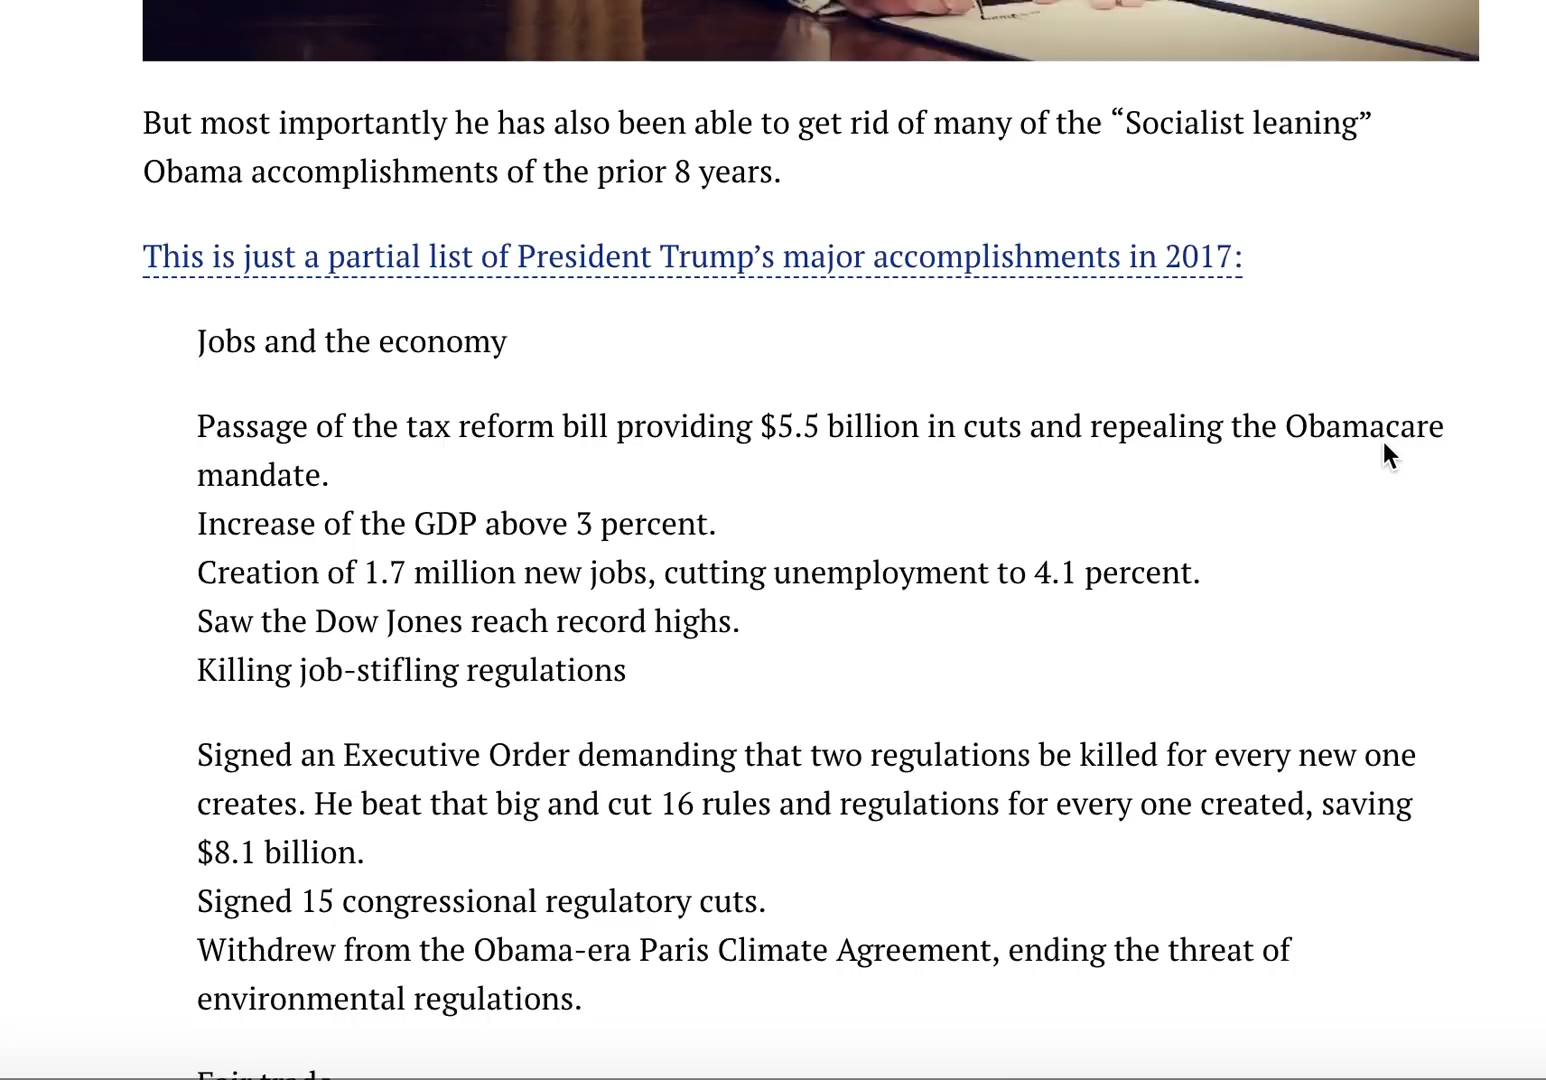 But most importantly he has also been able to get rid of many of the “Socialist leaning”
Obama accomplishments of the prior 8 years.
This is just a partial list of President Trump’s major accomplishments in 2017:
Jobs and the economy
Passage of the tax reform bill providing $5.5 billion in cuts and repealing the Obamacare
mandate.
Increase of the GDP above 3 percent.
Creation of 1.7 million new jobs, cutting unemployment to 4.1 percent.
Saw the Dow Jones reach record highs.
Killing job-stifling regulations
Signed an Executive Order demanding that two regulations be killed for every new one
creates. He beat that big and cut 16 rules and regulations for every one created, saving
$8.1 billion.
Signed 15 congressional regulatory cuts.
Withdrew from the Obama-era Paris Climate Agreement, ending the threat of
environmental regulations.
Fair trade